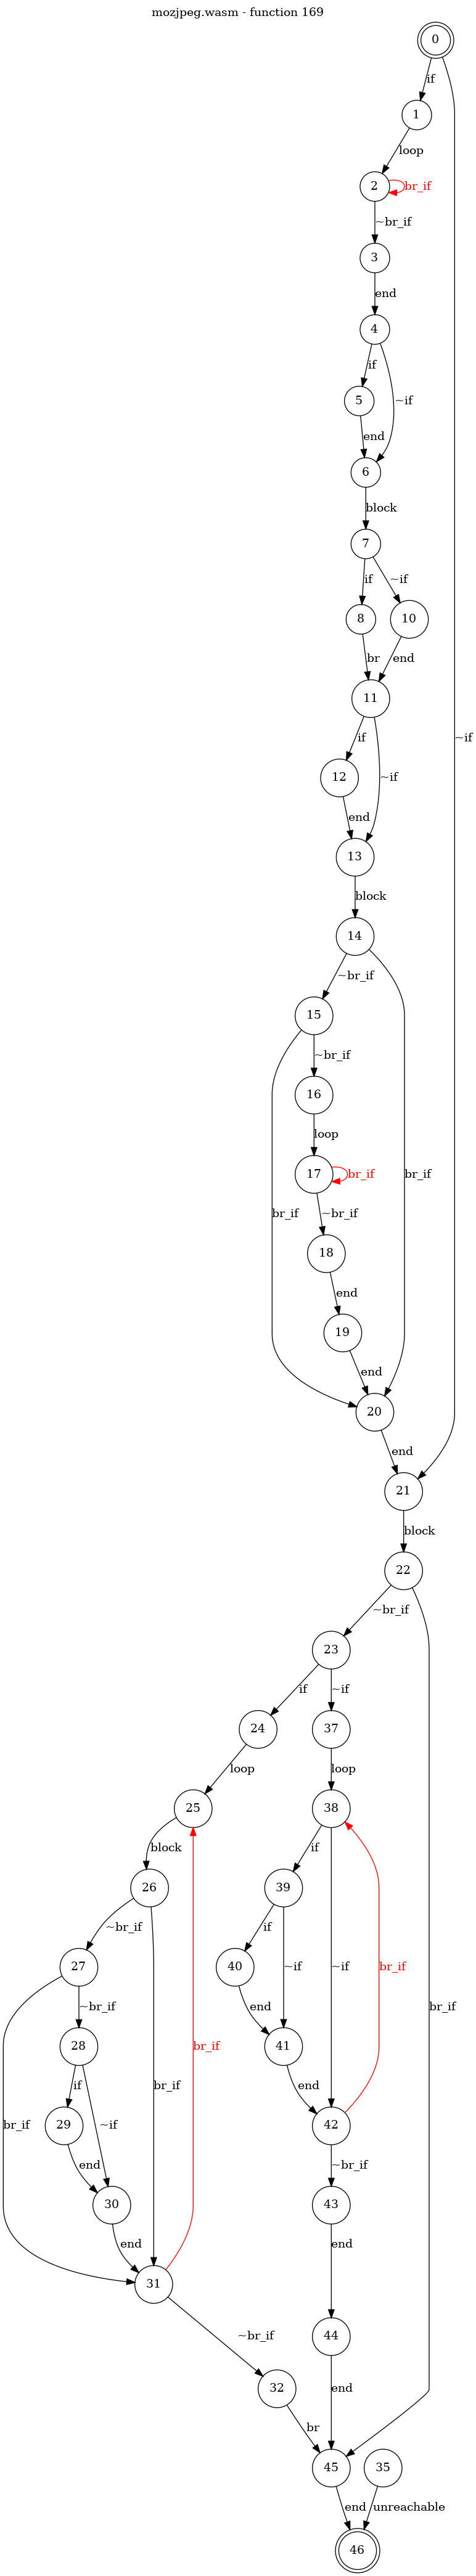 mozjpeg.wasm - function 169
0
if
1
loop
2
br_if
~br_if
3
end
4
if
5
~if
end
6
block
7
if
~if
8
10
br
end
11
~if
if
12
~if
end
13
block
14
~br_if
15
~br_if
16
loop
br_if
17
br_if
br_if
~br_if
18
end
19
end
20
end
21
block
22
~br_if
23
if
~if
24
37
loop
loop
25
38
block
if
26
39
~br_if
if
27
40
~if
~if
br_if
~br_if
end
28
41
br_if
br_if
br_if
if
end
29
~if
42
br_if
end
~br_if
30
43
end
end
31
~br_if
44
32
end
br
45
35
end
unreachable
46